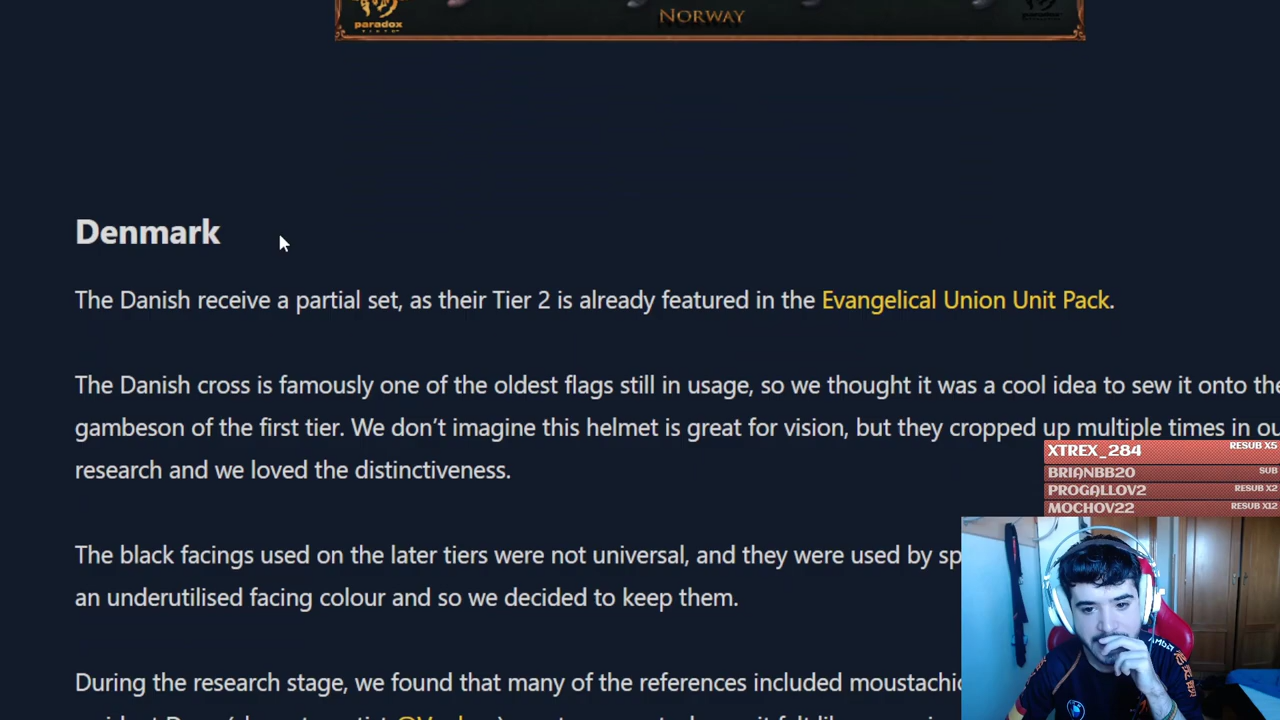 paradox
NORWAY
Denmark
The Danish receive a partial set, as their Tier 2 is already featured in the Evangelical Union Unit Pack.
The Danish cross is famously one of the oldest flags still in usage, so we thought it was a cool idea to sew it onto the
gambeson of the first tier. We don't imagine this helmet is great for vision, but they cropped up multiple times in
research and we loved the distinctiveness.
XTREX_284 RESUB X5
BRIANBB20 SUB
PROGALLOV2 RESUB X2
MOCHOV22 RESUB X12
The black facings used on the later tiers were not universal, and they were used by
an underutilised facing colour and so we decided to keep them.
During the research stage, we found that many of the references included